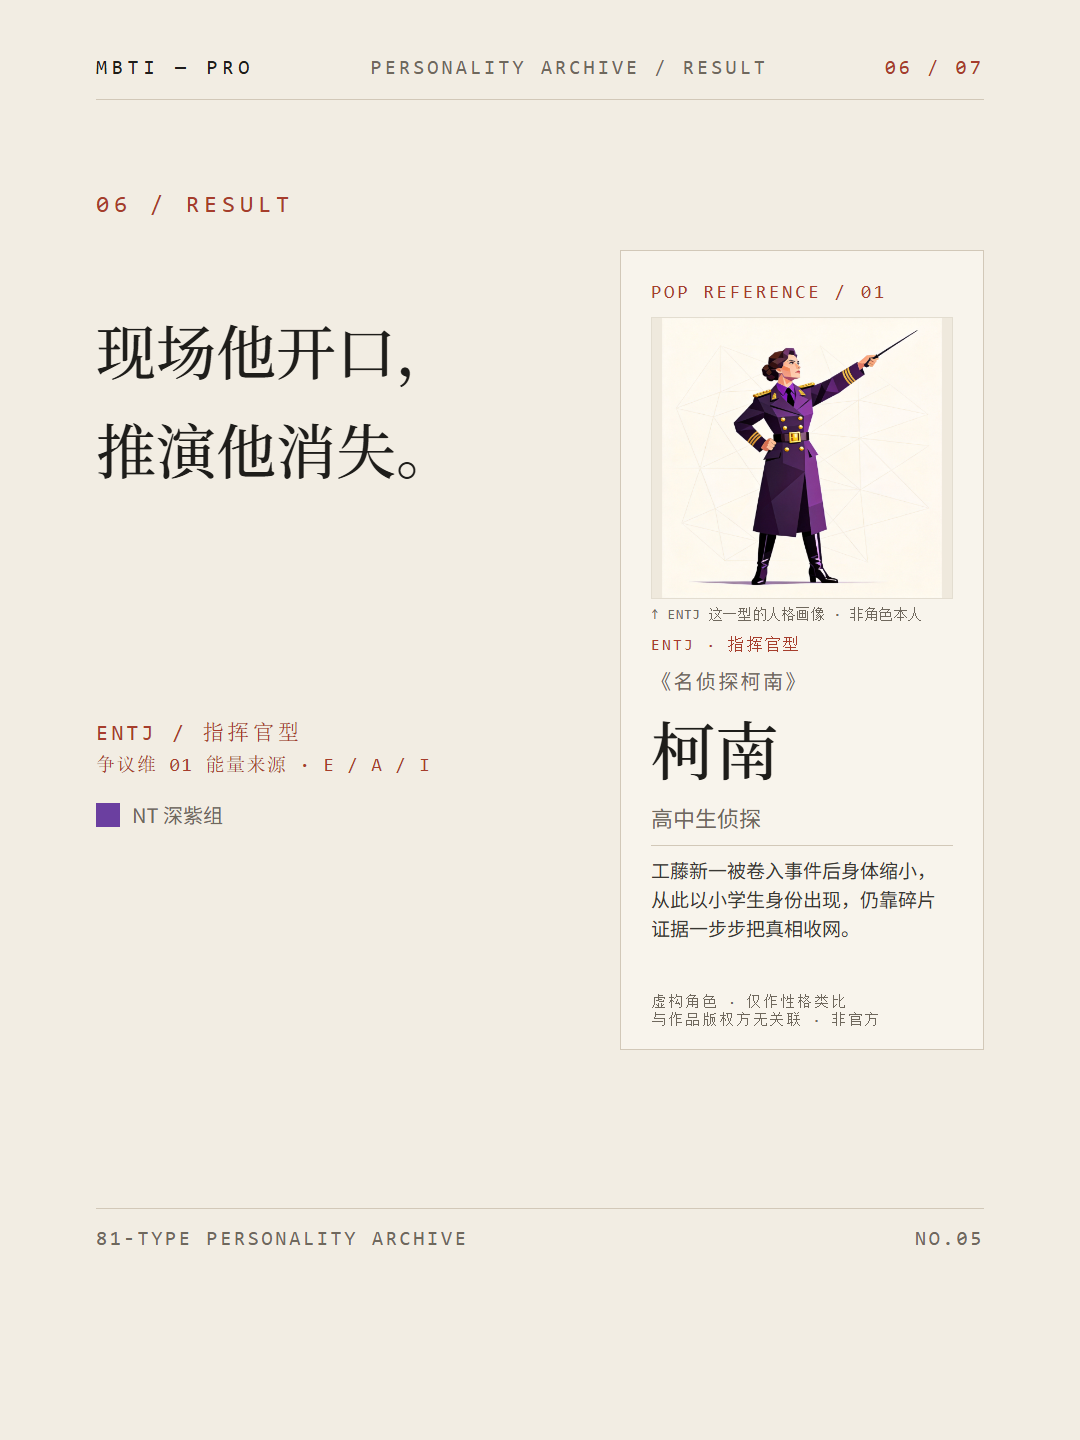 MBTI — PRO
PERSONALITY ARCHIVE / RESULT
06 / 07
06 / RESULT
现场他开口，
推演他消失。
ENTJ / 指挥官型
争议维 01 能量来源 · E / A / I
NT 深紫组
POP REFERENCE / 01
↑ ENTJ 这一型的人格画像 · 非角色本人
ENTJ · 指挥官型
《名侦探柯南》
柯南
高中生侦探
工藤新一被卷入事件后身体缩小，
从此以小学生身份出现，仍靠碎片
证据一步步把真相收网。
虚构角色 · 仅作性格类比
与作品版权方无关联 · 非官方
81-TYPE PERSONALITY ARCHIVE
NO.05